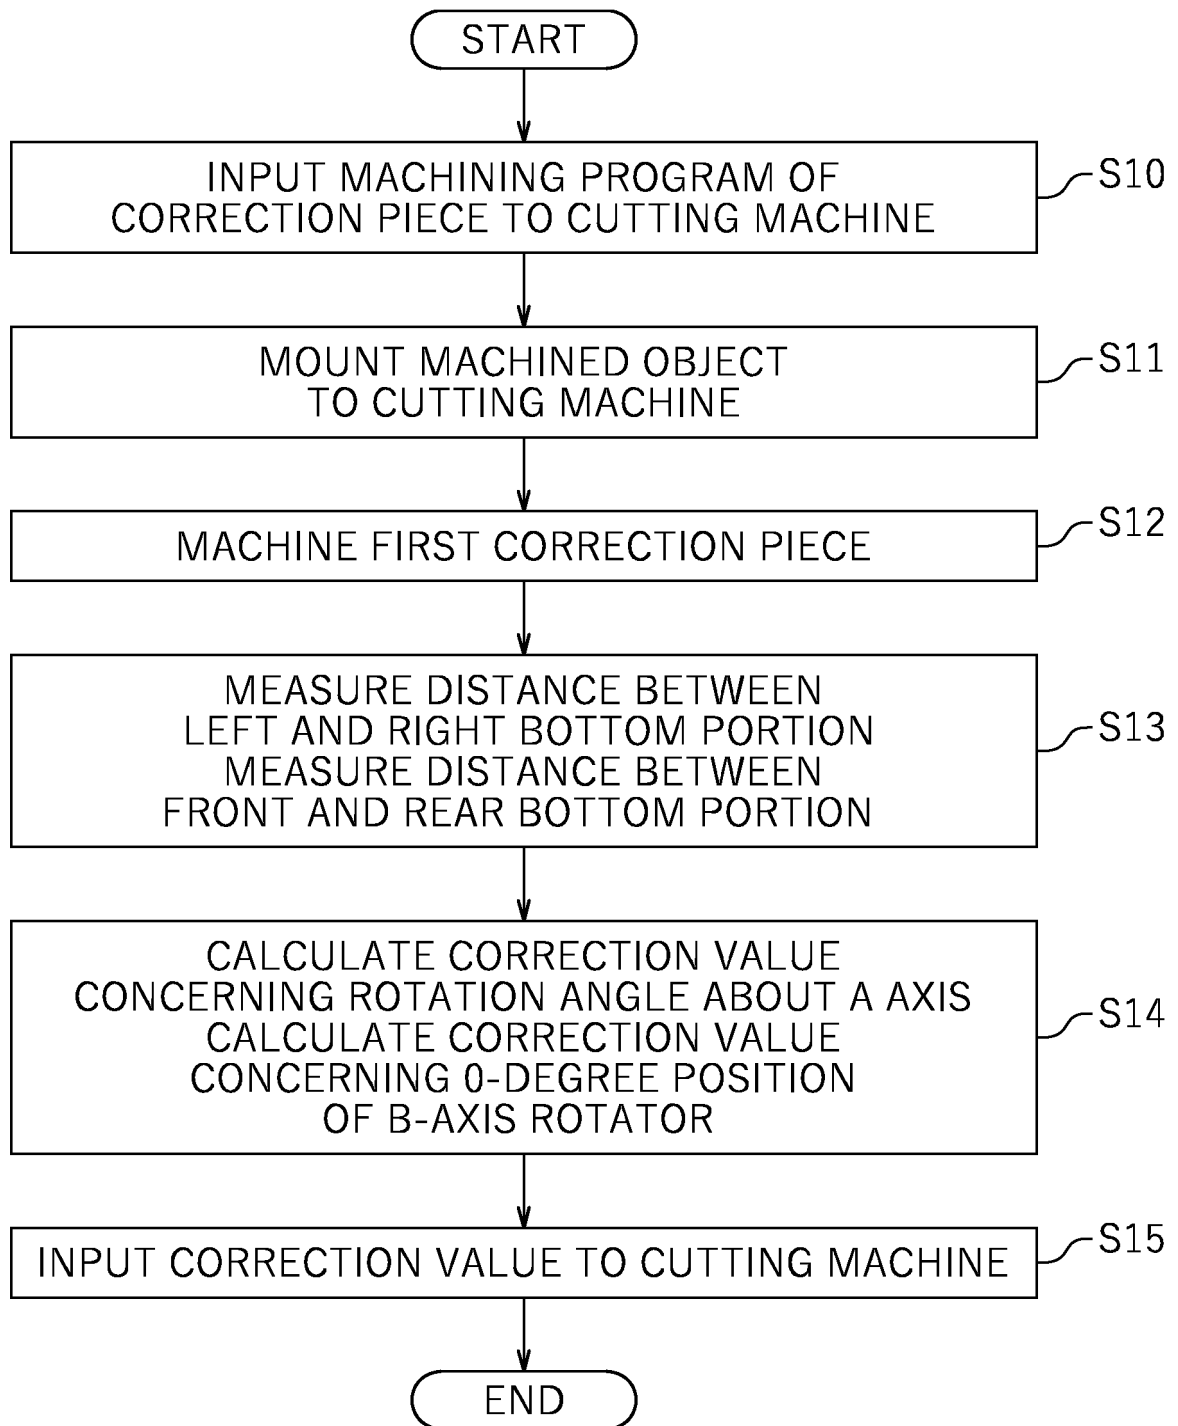 START
INPUT MACHINING PROGRAM OF
CORRECTION PIECE TO CUTTING MACHINE
S10
MOUNT MACHINED OBJECT
TO CUTTING MACHINE
S11
MACHINE FIRST CORRECTION PIECE
S12
MEASURE DISTANCE BETWEEN
LEFT AND RIGHT BOTTOM PORTION
MEASURE DISTANCE BETWEEN
FRONT AND REAR BOTTOM PORTION
S13
CALCULATE CORRECTION VALUE
CONCERNING ROTATION ANGLE ABOUT A AXIS
CALCULATE CORRECTION VALUE
CONCERNING 0-DEGREE POSITION
OF B-AXIS ROTATOR
S14
INPUT CORRECTION VALUE TO CUTTING MACHINE
S15
END